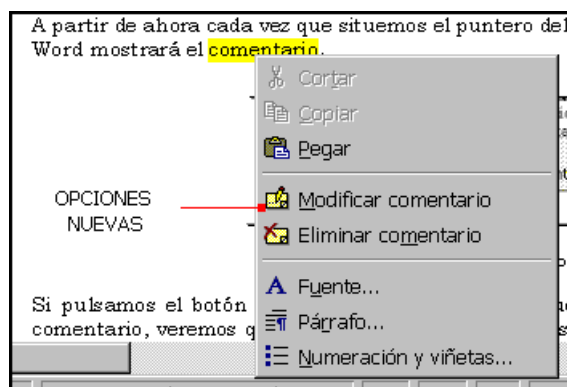 A partir de ahora cada vez que situemos el puntero del
Word mostrará el comentario.
Cortar
Copiar
Pegar
OPCIONES
NUEVAS
Modificar comentario
Eliminar comentario
Fuente...
Párrafo...
Numeración y viñetas...
Si pulsamos el botón
comentario, veremos